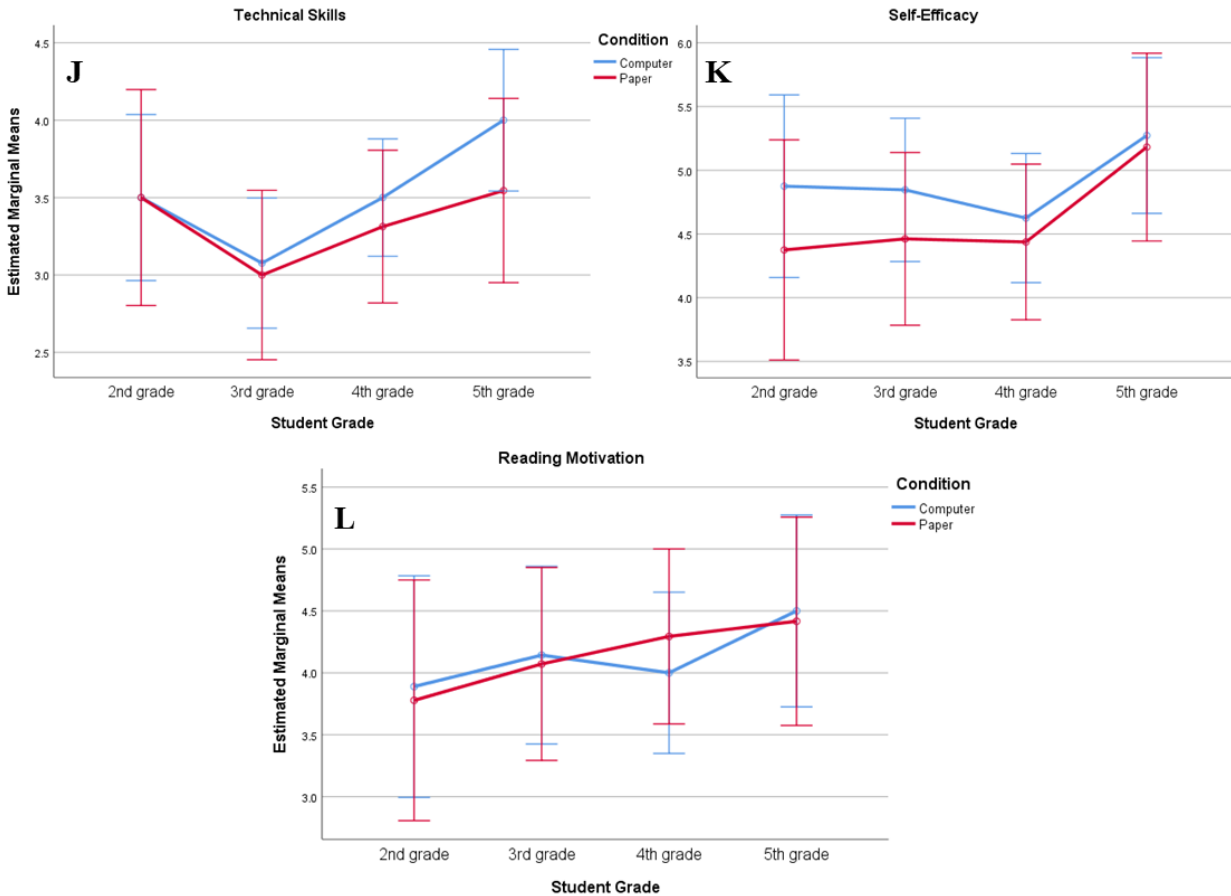 Technical Skills
J
Condition
Computer
Paper
4.5
4.0
3.5
3.0
2.5
Estimated Marginal Means
2nd grade
3rd grade
4th grade
5th grade
Student Grade
Self-Efficacy
K
6.0
5.5
5.0
4.5
4.0
3.5
2nd grade
3rd grade
4th grade
5th grade
Student Grade
Reading Motivation
L
Condition
Computer
Paper
5.5
5.0
4.5
4.0
3.5
3.0
Estimated Marginal Means
2nd grade
3rd grade
4th grade
5th grade
Student Grade